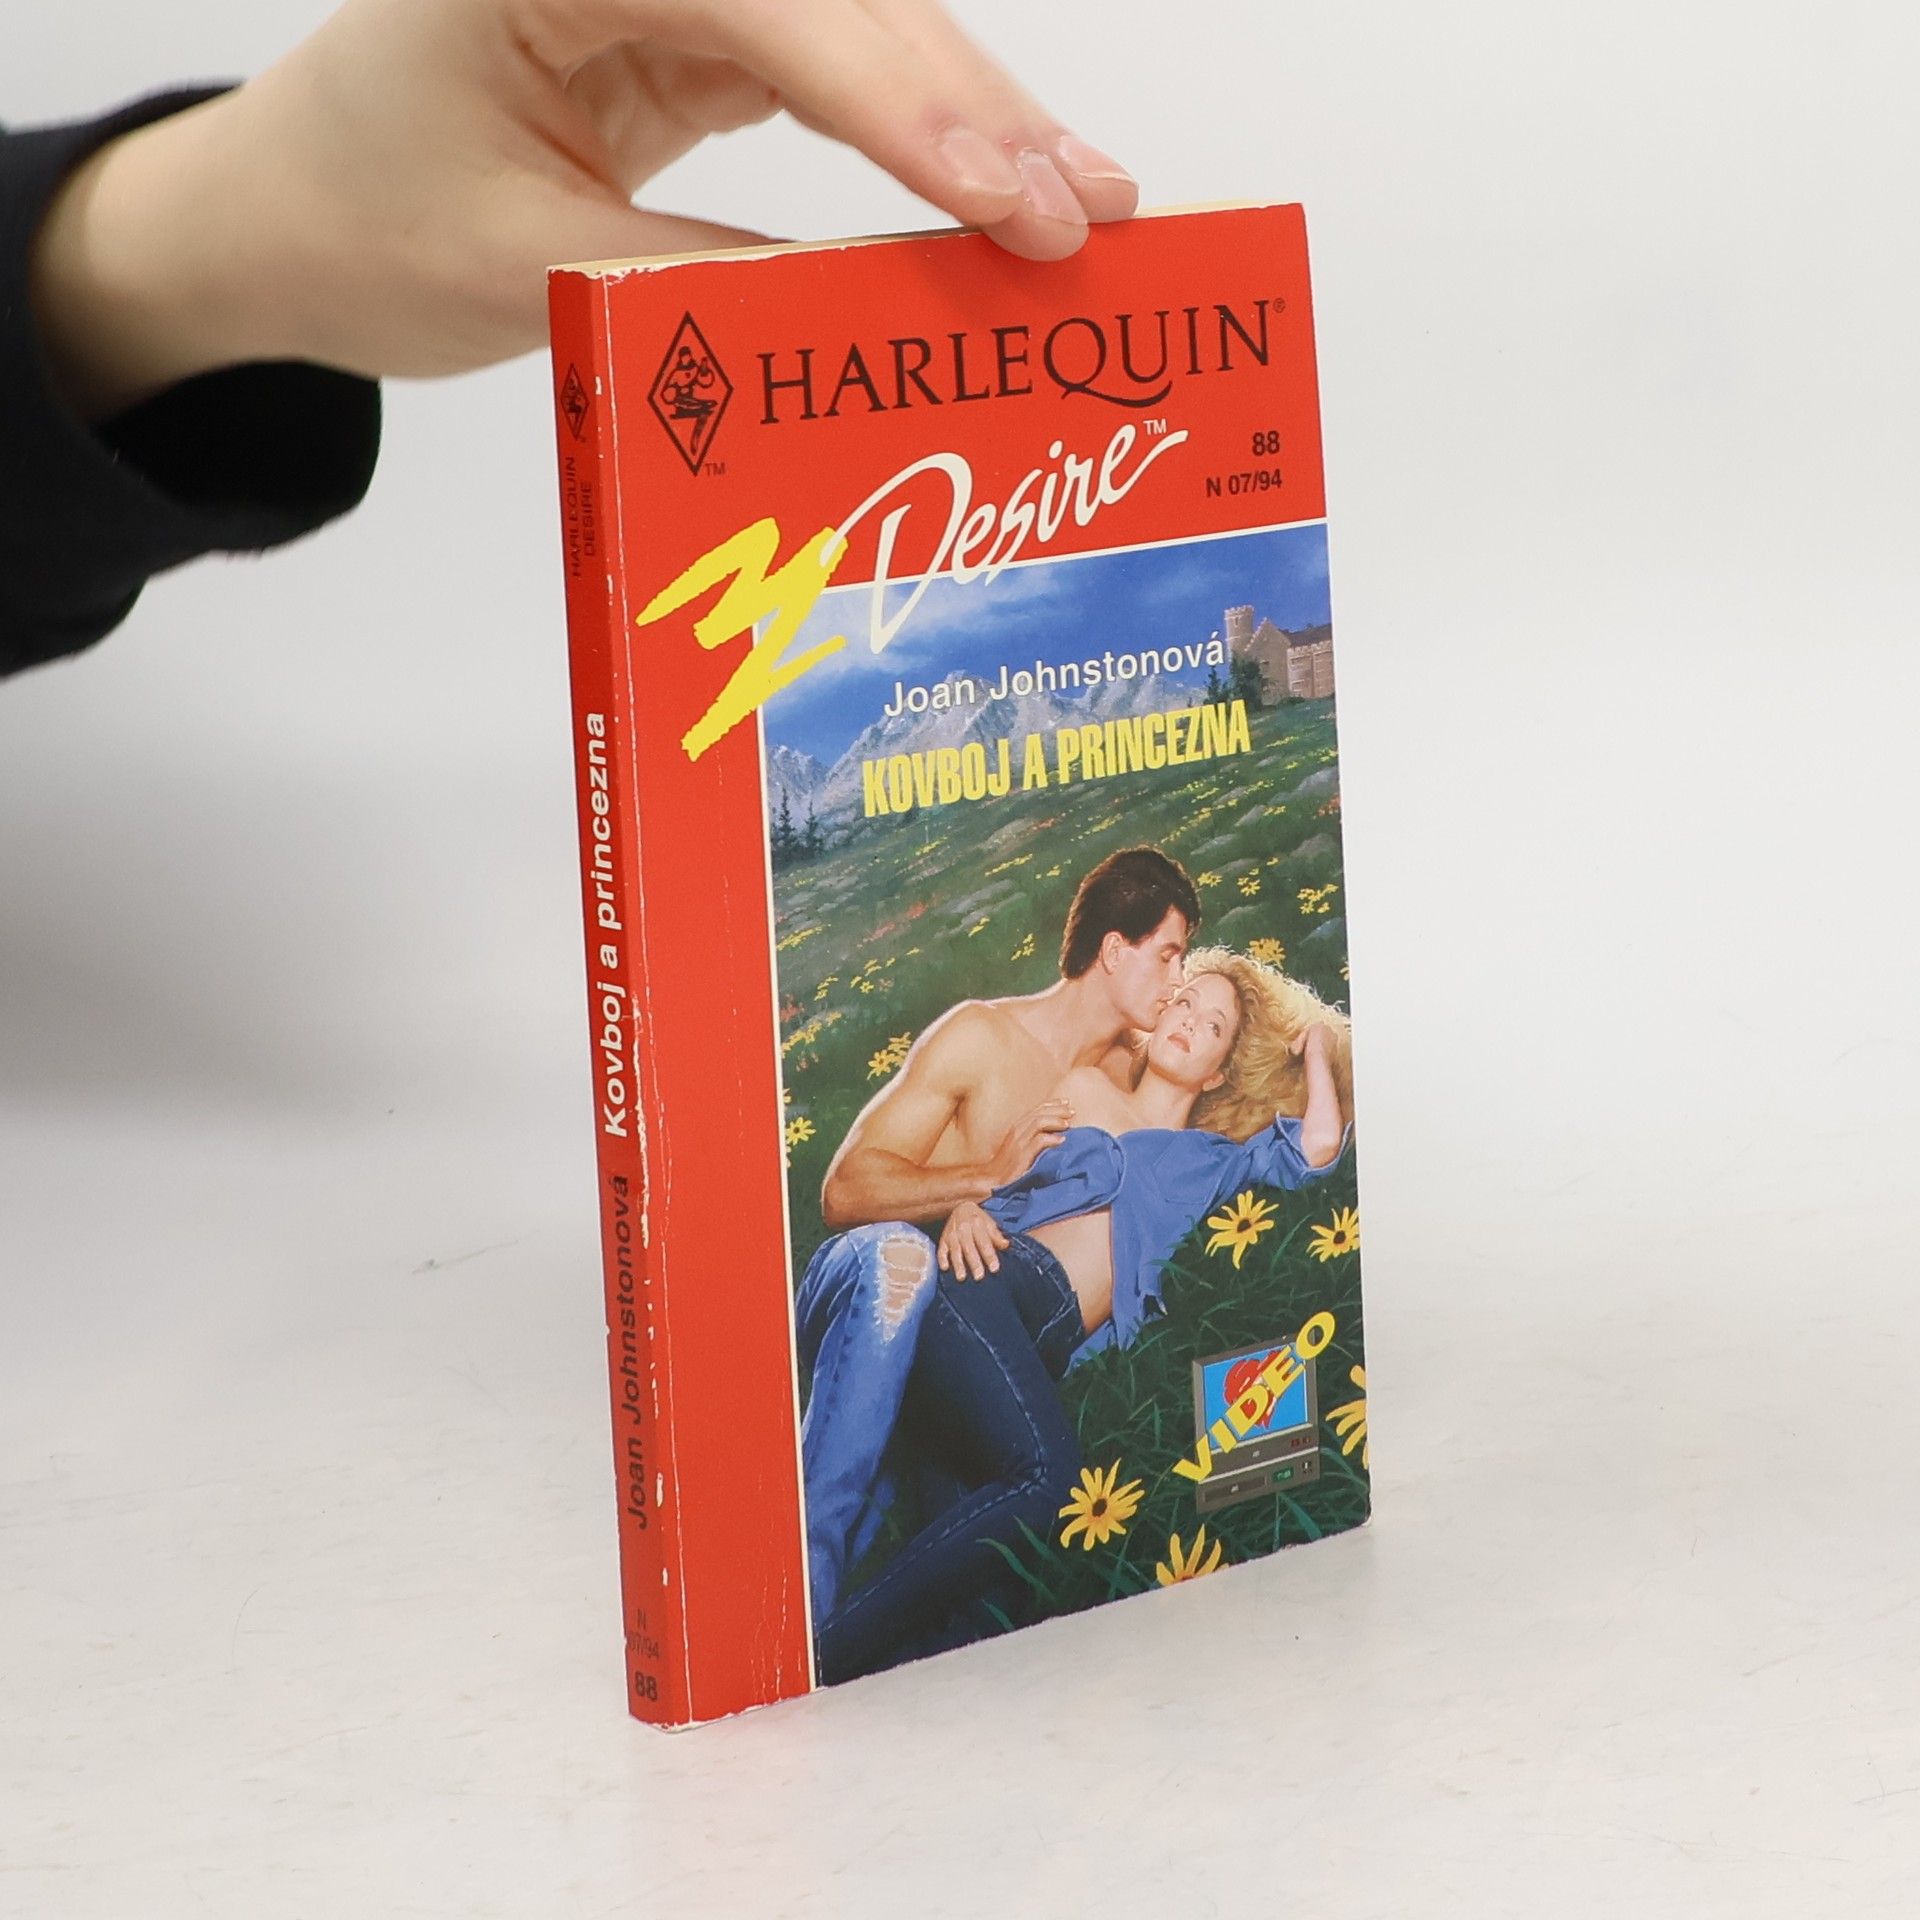 HARLEQUIN®
Desire™
88
N 07/94
TM
Joan Johnstonová
KOVBOJ A PRINCEZNA
VIDEO
HARLEQUIN
DESIRE
Joan Johnstonová Kovboj a princezna
N
07/94
88